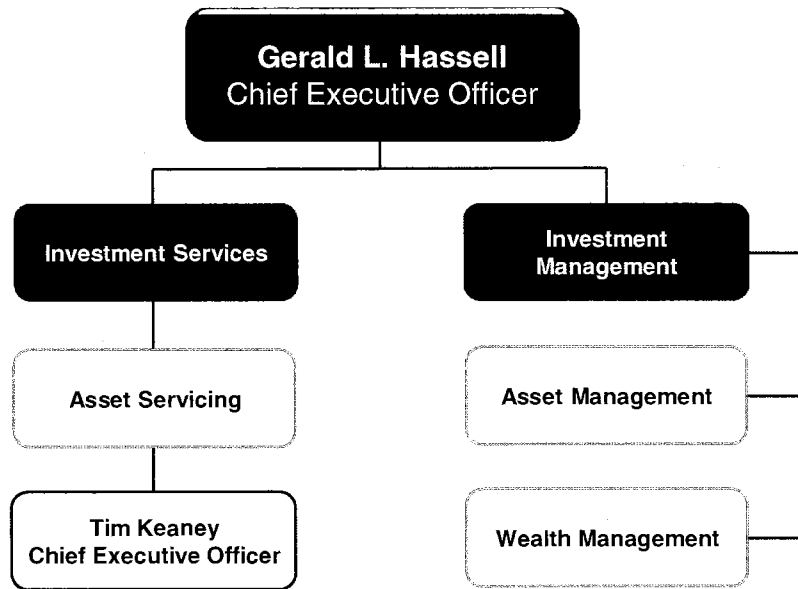 Gerald L. Hassell
Chief Executive Officer
Investment Services
Investment
Management
Asset Servicing
Asset Management
Tim Keaney
Chief Executive Officer
Wealth Management